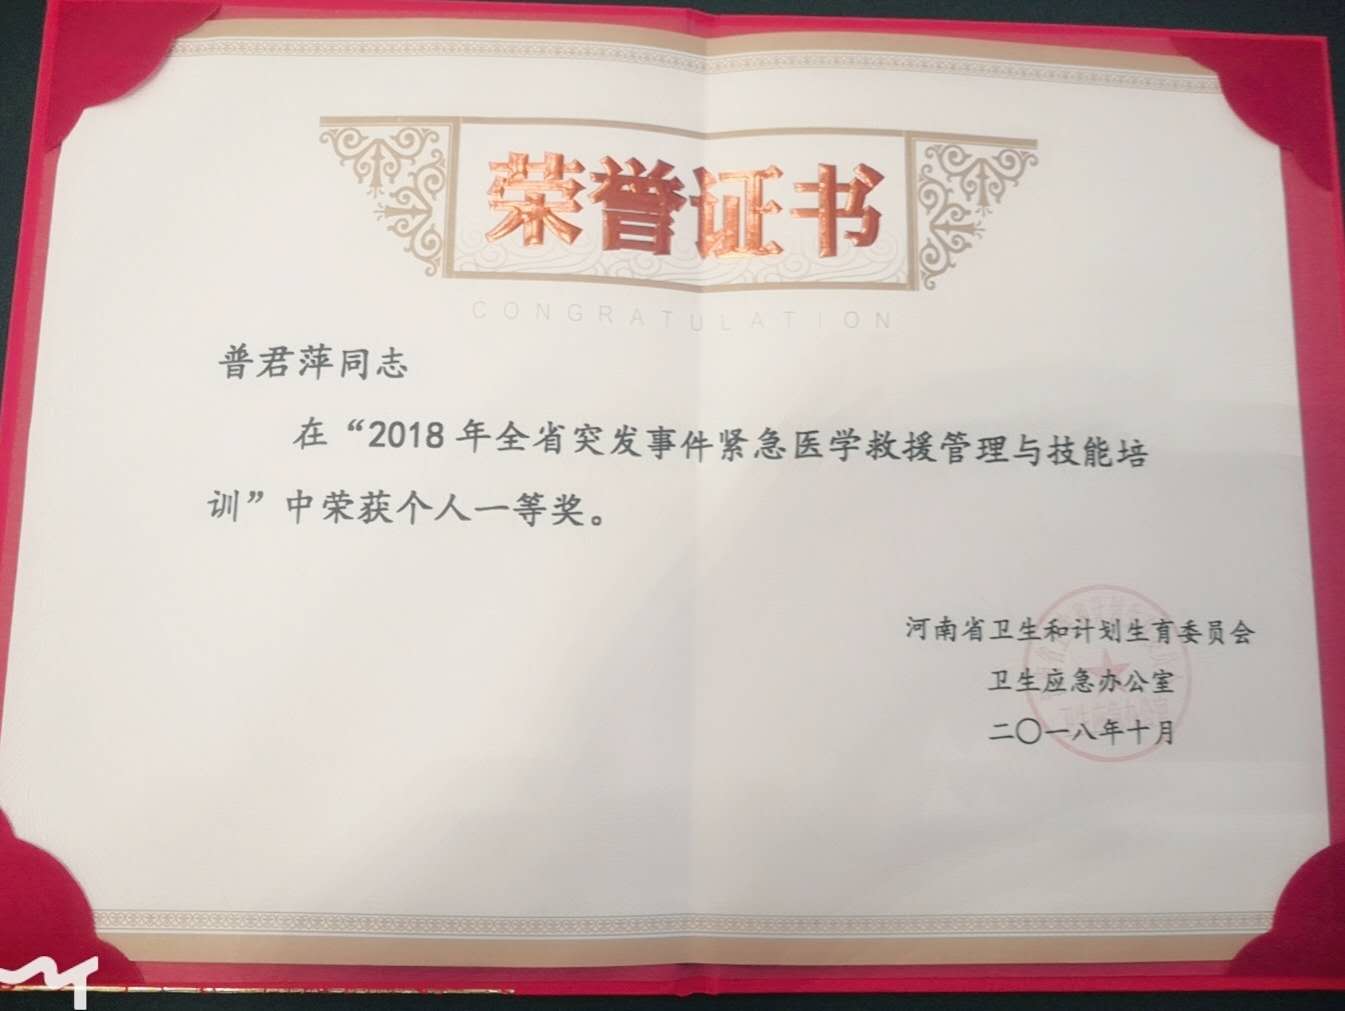 荣誉证书
CONGRATULATION
普君萍同志
在“2018年全省突发事件紧急医学救援管理与技能培
训”中荣获个人一等奖。
河南省卫生和计划生育委员会
卫生应急办公室
二〇一八年十月